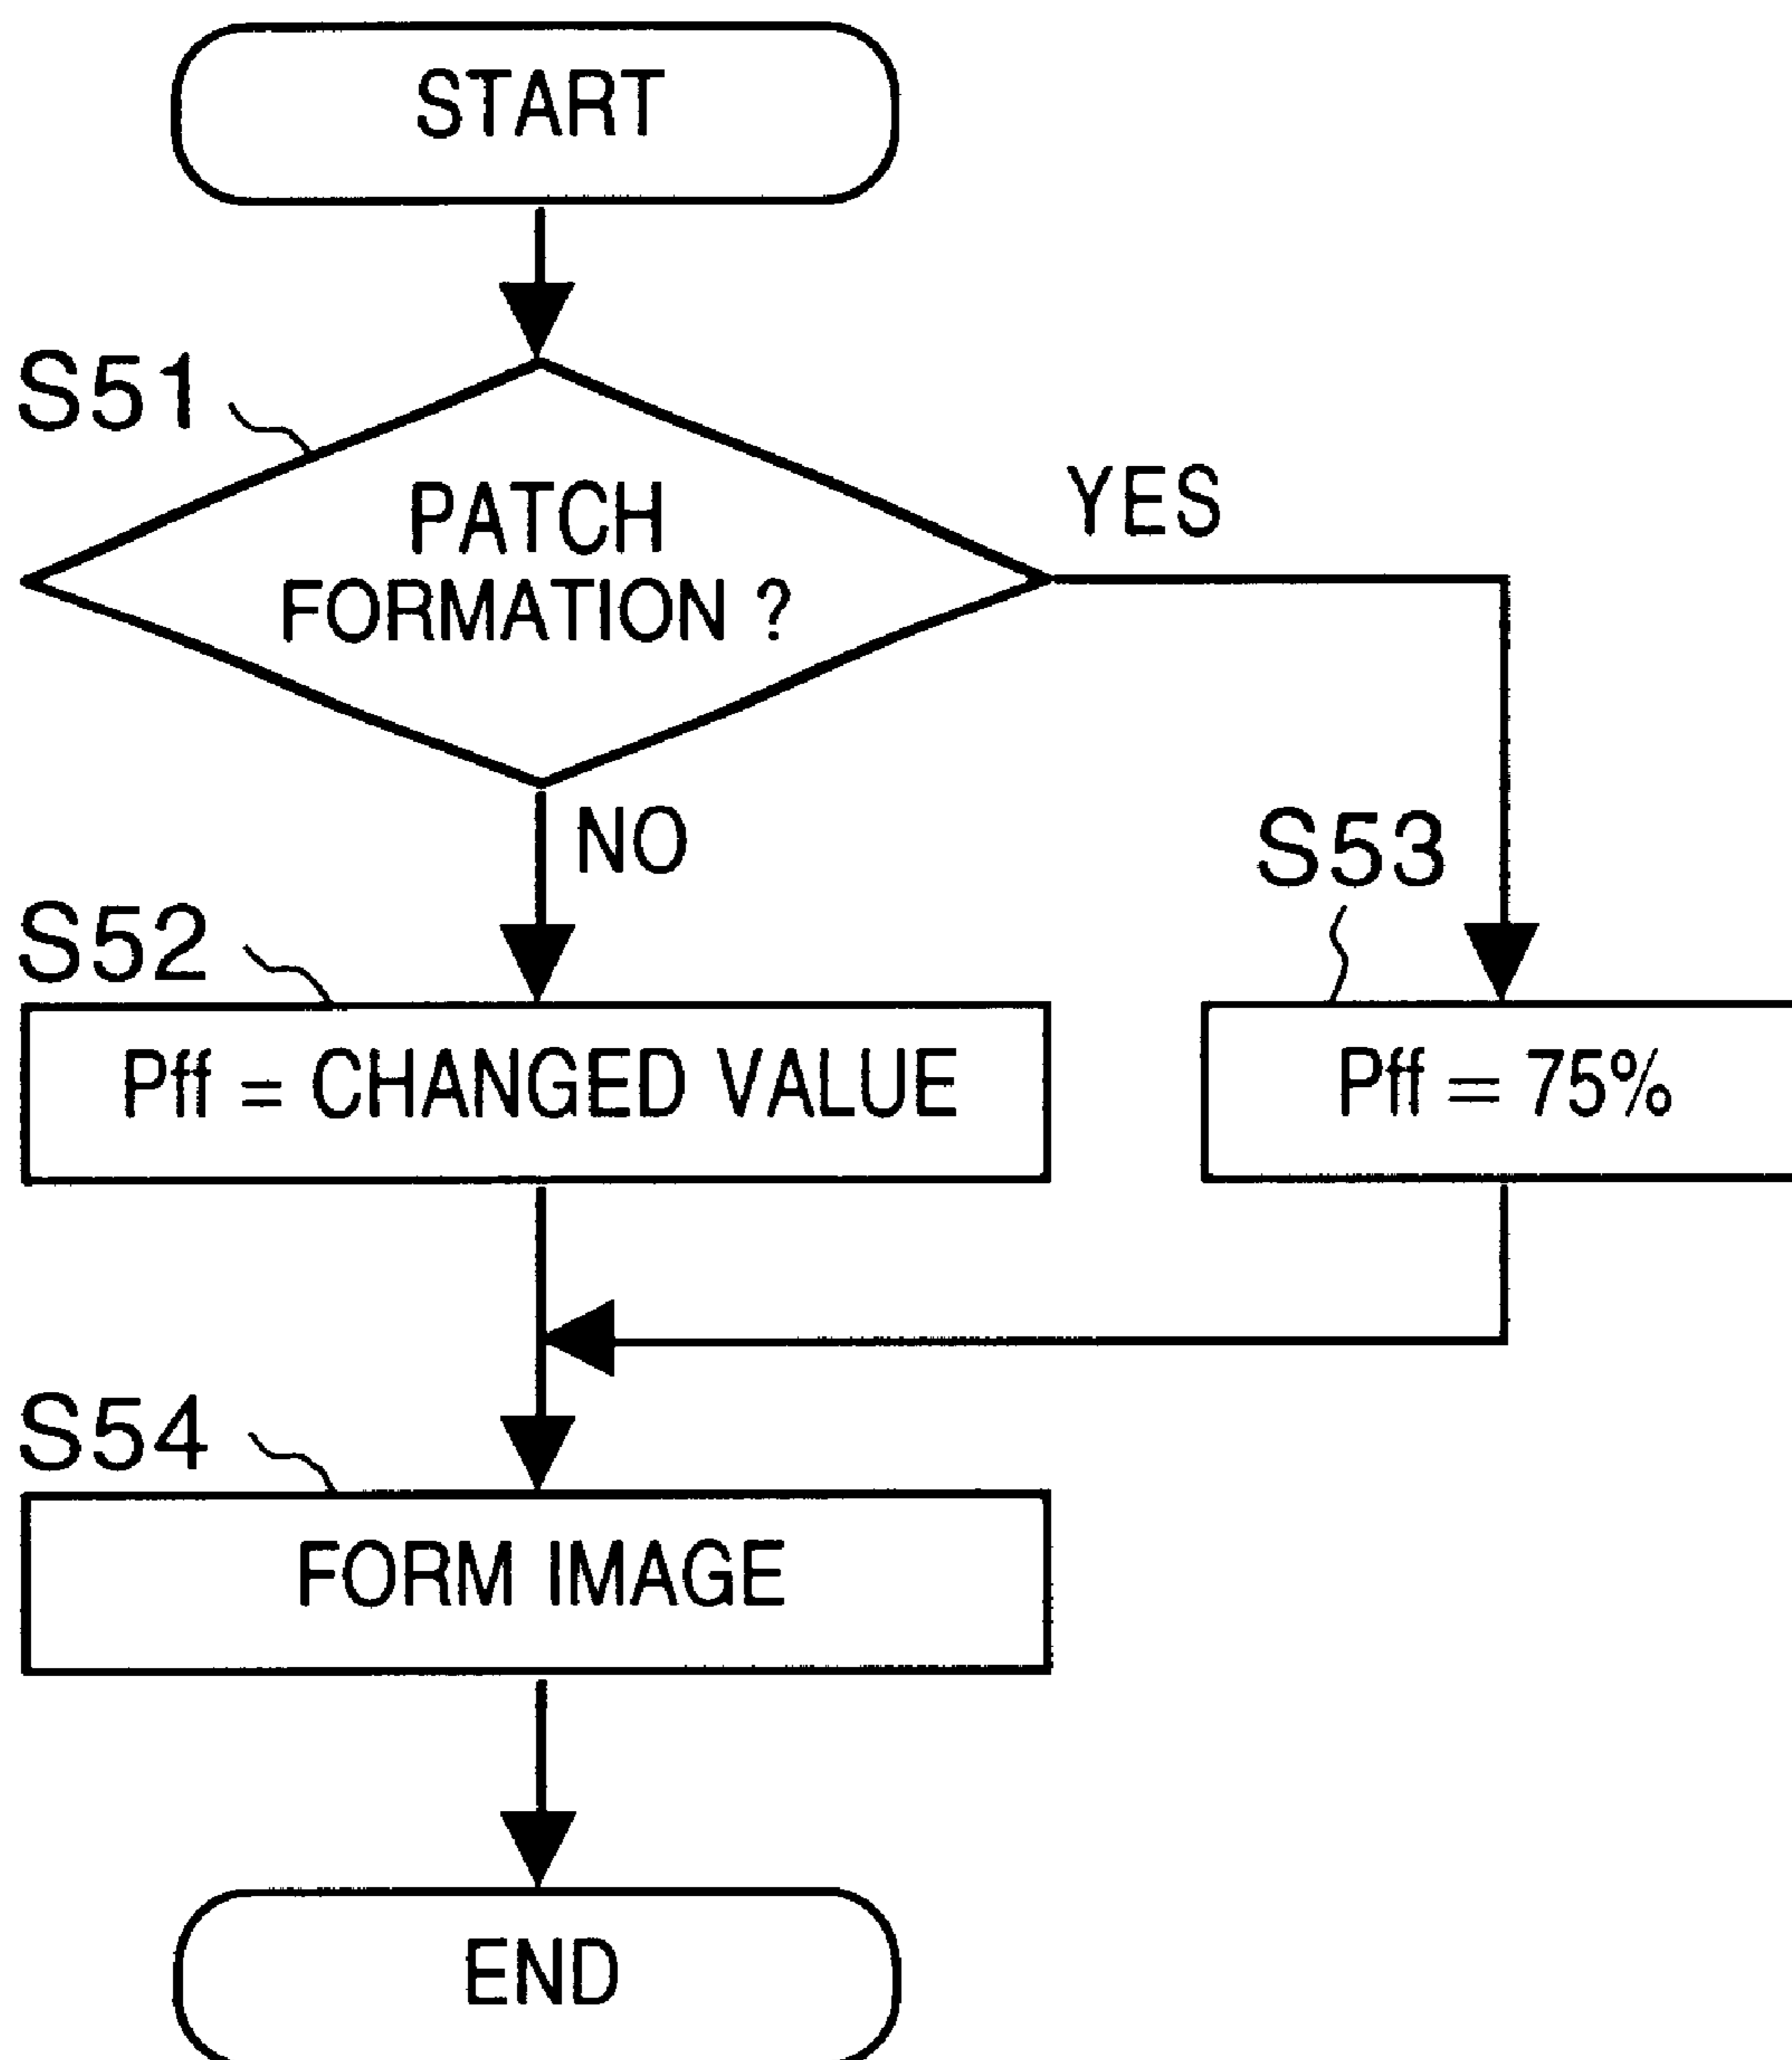 START
S51
PATCH
FORMATION ?
YES
NO
S52
S53
Pff = CHANGED VALUE
Pff = 75%
S54
FORM IMAGE
END